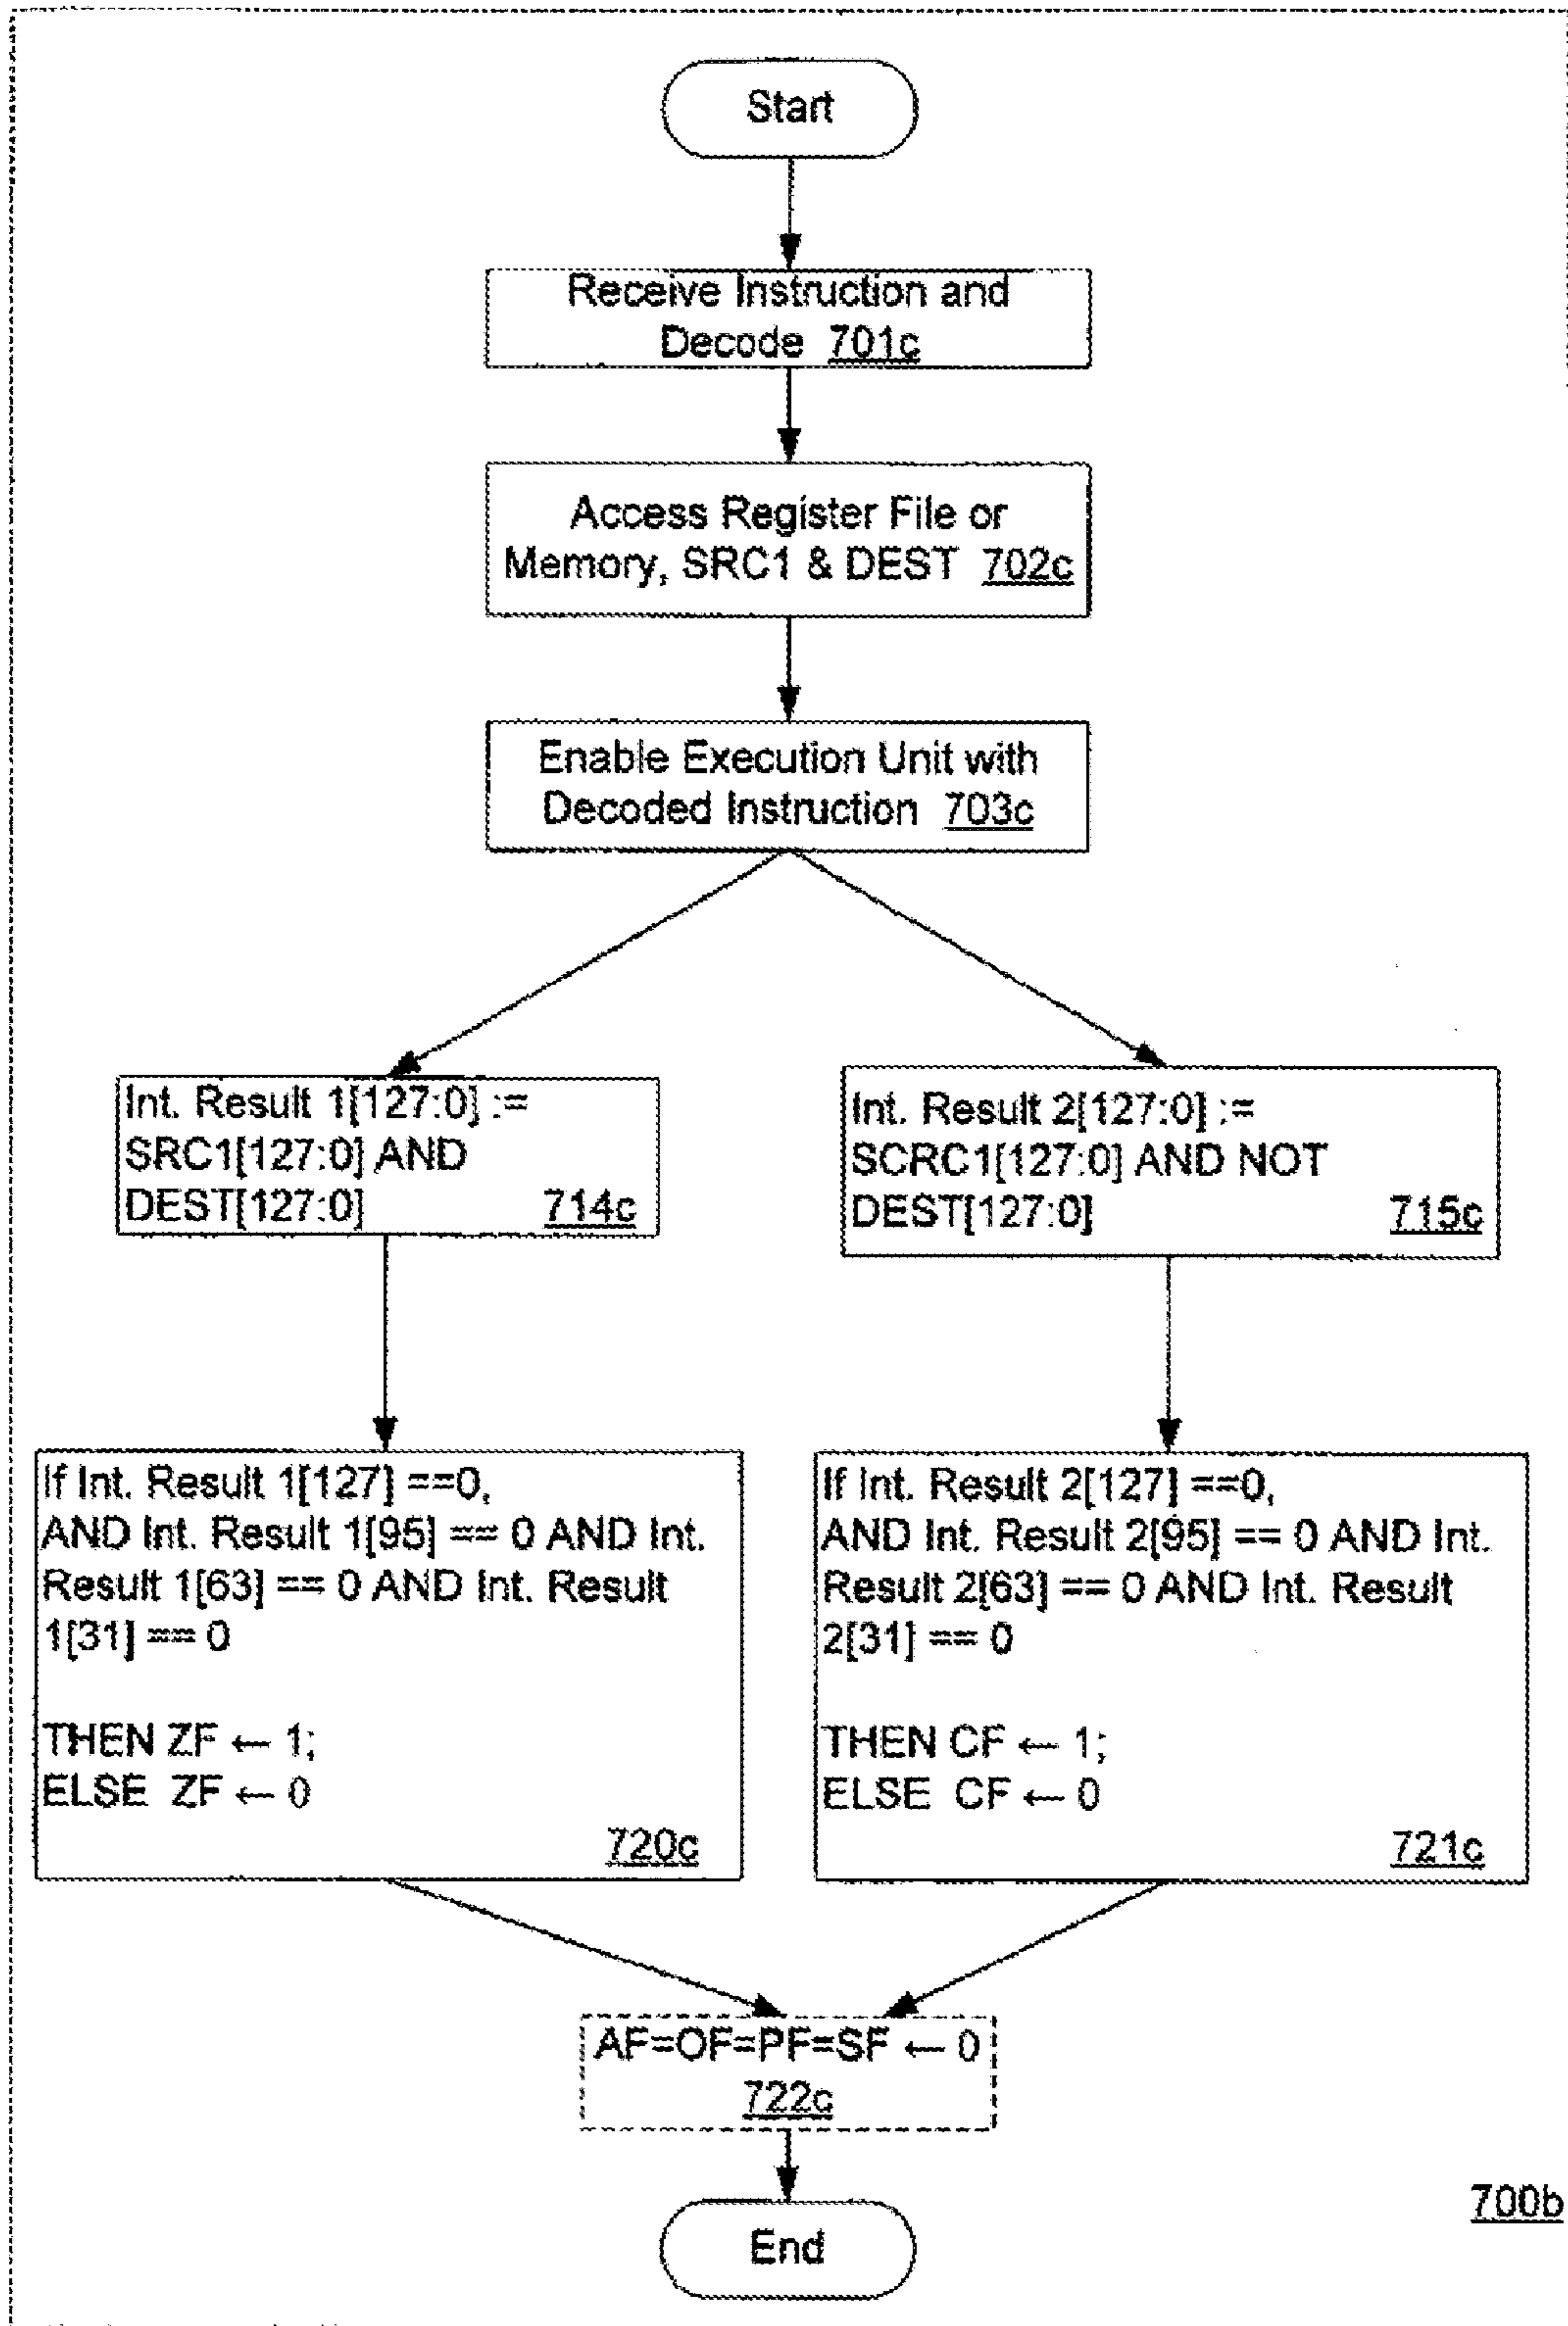 Start
Receive Instruction and
Decode 701c
Access Register File or
Memory, SRC1 & DEST 702c
Enable Execution Unit with
Decoded Instruction 703c
Int. Result 1[127:0] :=
SRC1[127:0] AND
DEST[127:0] 714c
Int. Result 2[127:0] :=
SCRC1[127:0] AND NOT
DEST[127:0] 715c
If Int. Result 1[127] ==0,
AND Int. Result 1[95] == 0 AND Int.
Result 1[63] == 0 AND Int. Result
1[31] == 0
THEN ZF ← 1;
ELSE ZF ← 0
720c
If Int. Result 2[127] ==0,
AND Int. Result 2[95] == 0 AND Int.
Result 2[63] == 0 AND Int. Result
2[31] == 0
THEN CF ← 1;
ELSE CF ← 0
721c
AF=OF=PF=SF ← 0
722c
End
700b